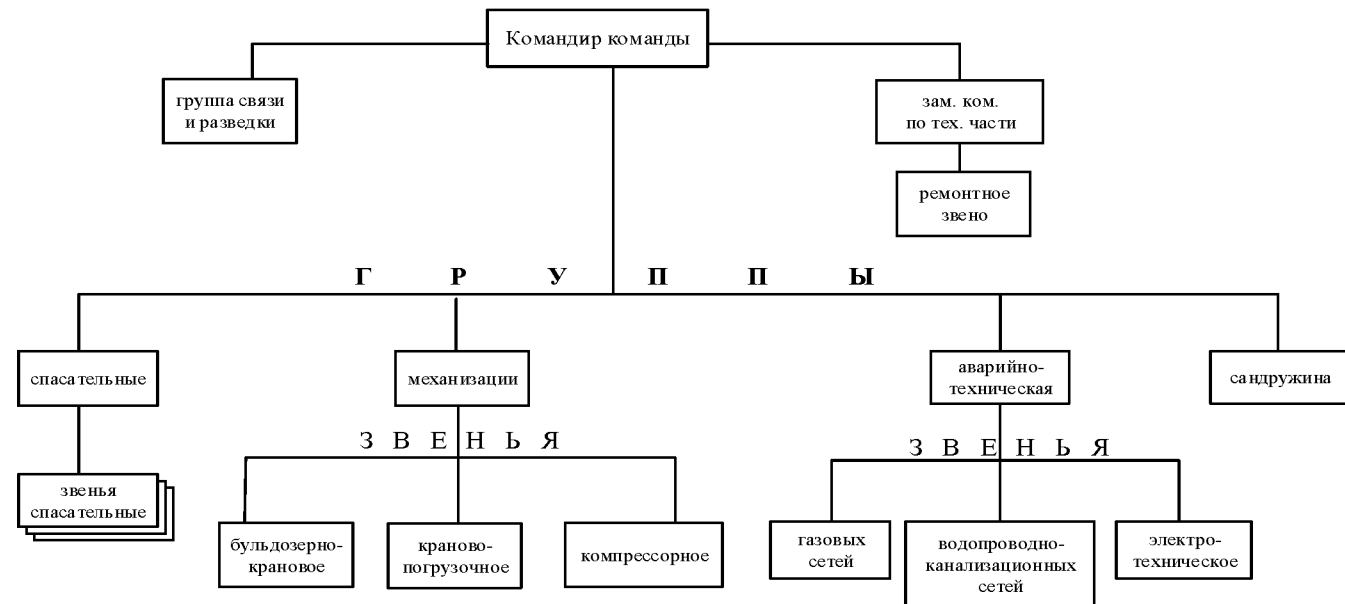 Командир команды
группа связи
и разведки
зам. ком.
по тех. части
ремонтное
звено
Г Р У П П Ы
спасательные
механизации
аварийно-
техническая
сандружина
З В Е Н Ь Я
З В Е Н Ь Я
звенья
спасательные
бульдозерно-
крановое
краново-
погрузочное
компрессорное
газовых
сетей
водопроводно-
канализационных
сетей
электро-
техническое